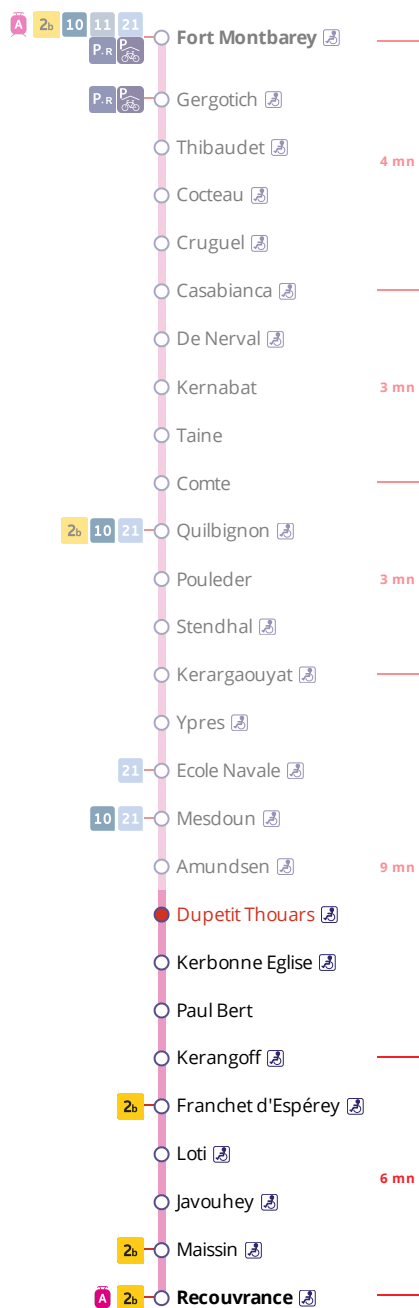 A 2b 10 11 21 Fort Montbarey
P+R P
P+R P Gergotich
Thibaudet
4 mn
Cocteau
Cruguel
Casabianca
De Nerval
Kernabat 3 mn
Taine
Comte
2b 10 21 Quilbignon
Pouleder 3 mn
Stendhal
Kerargaouyat
Ypres
21 Ecole Navale
10 21 Mesdoun
Amundsen 9 mn
Dupetit Thouars
Kerbonne Eglise
Paul Bert
Kerangoff
2b Franchet d'Espérey
Loti
6 mn
Javouhey
2b Maissin
A 2b Recouvrance